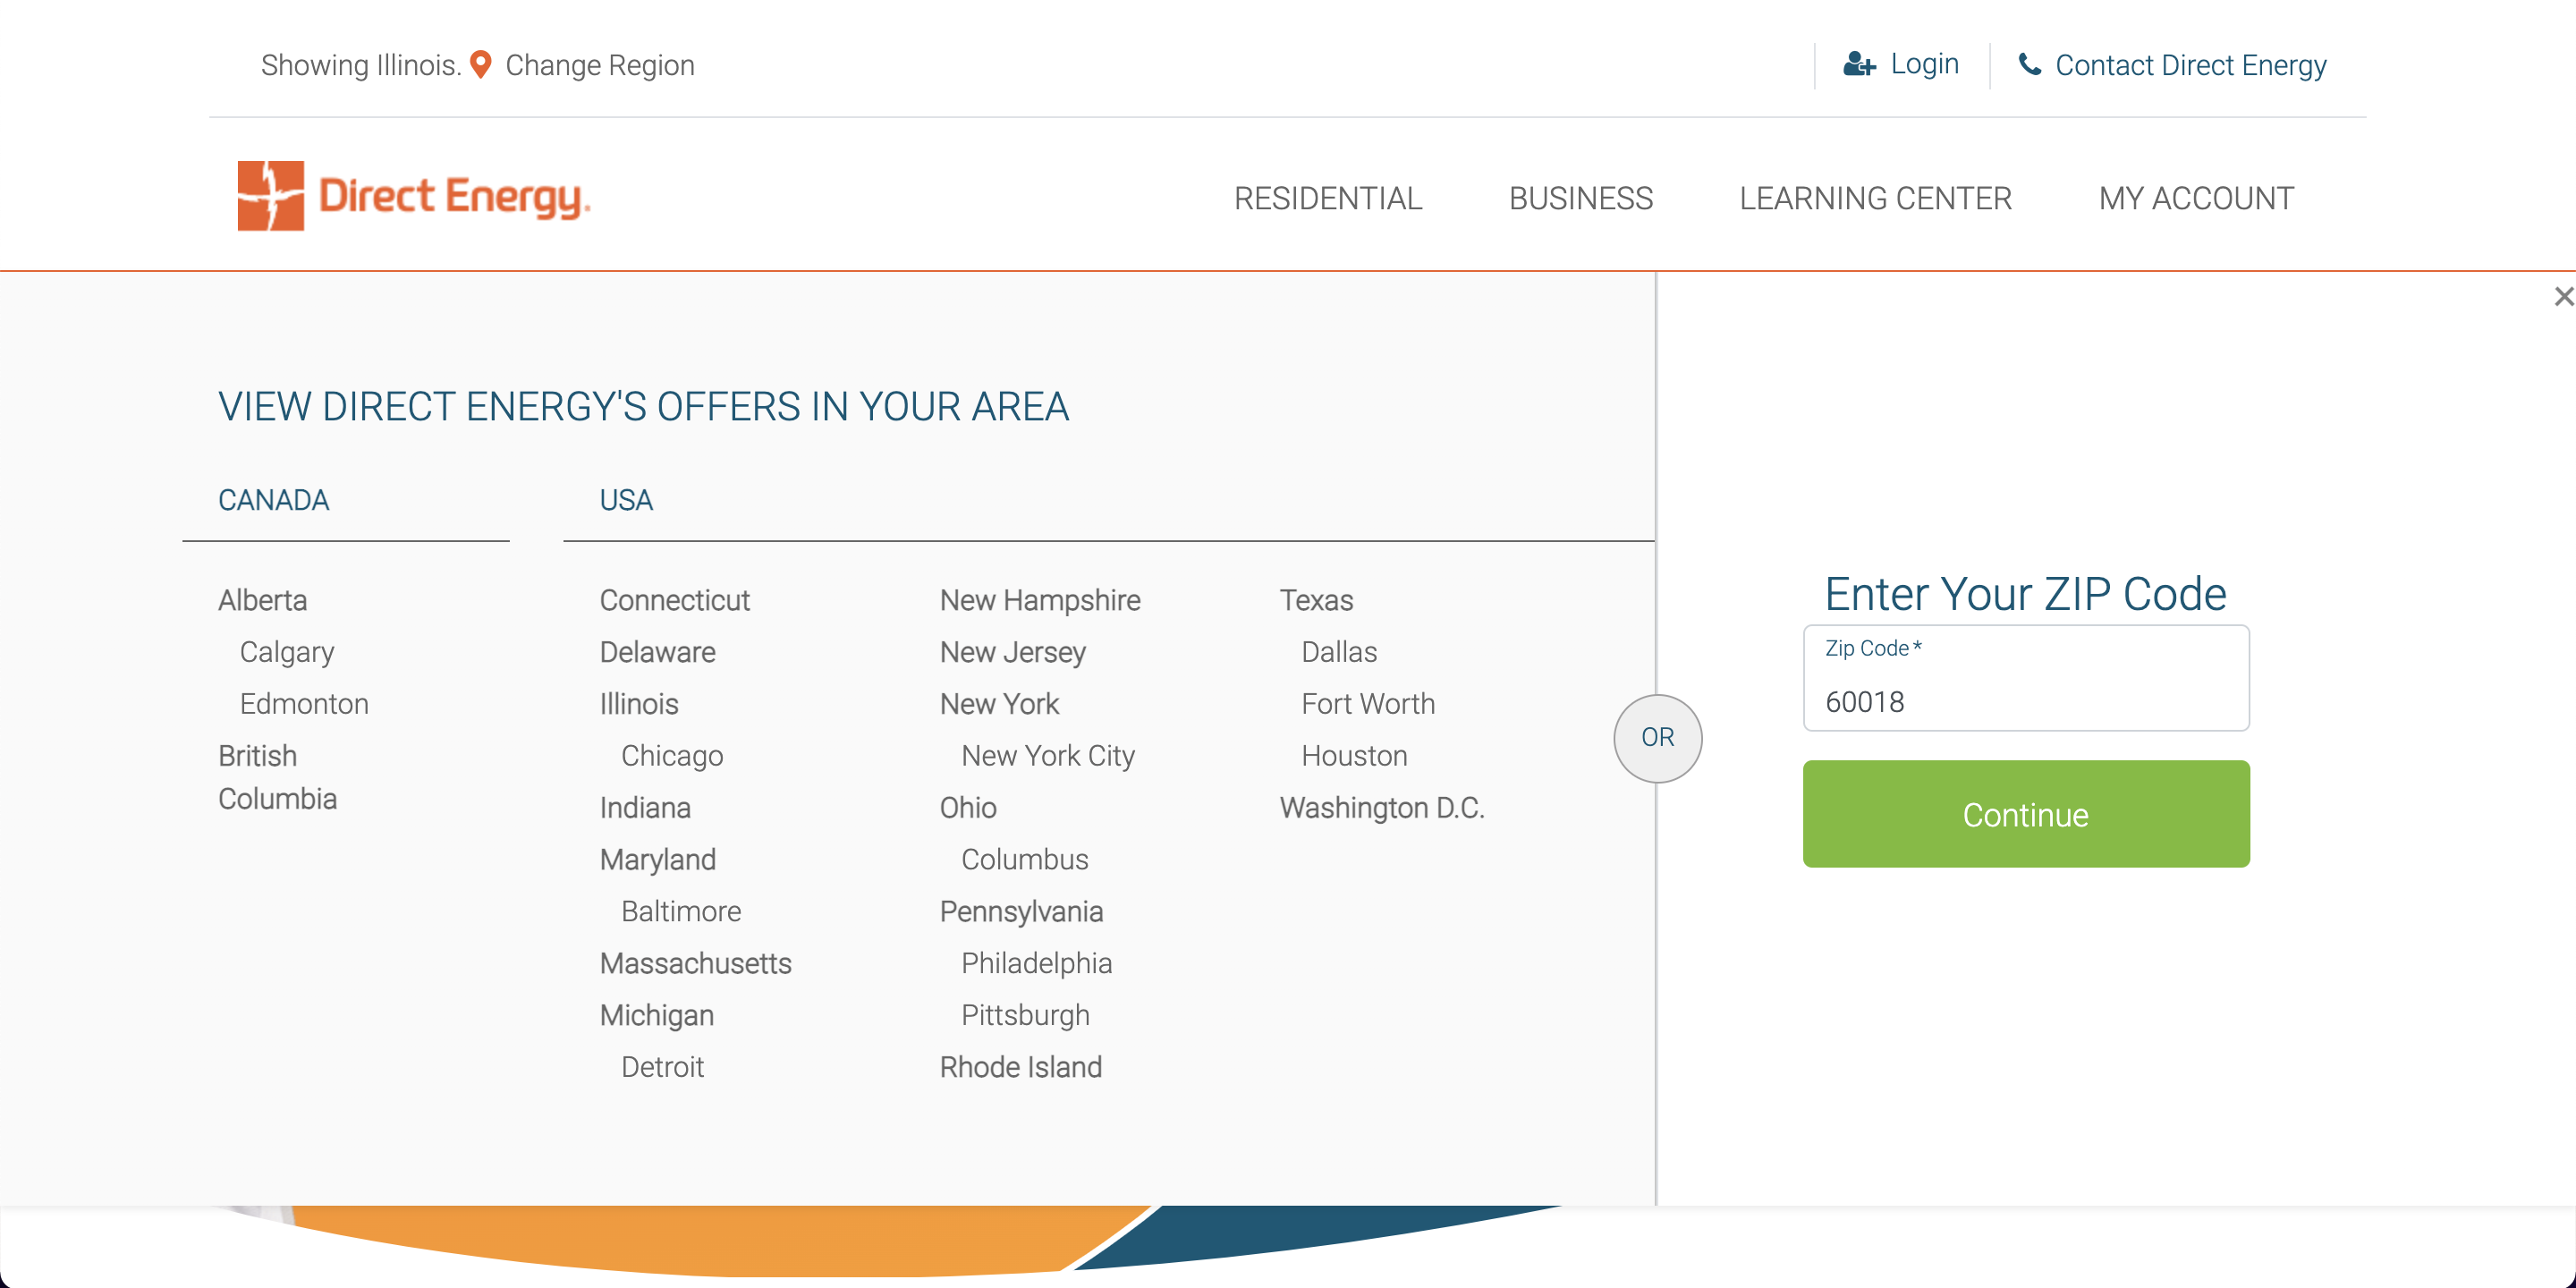 Showing Illinois. Change Region
Login
Contact Direct Energy
Direct Energy.
RESIDENTIAL
BUSINESS
LEARNING CENTER
MY ACCOUNT
VIEW DIRECT ENERGY'S OFFERS IN YOUR AREA
CANADA
Alberta
Calgary
Edmonton
British
Columbia
USA
Connecticut
Delaware
Illinois
Chicago
Indiana
Maryland
Baltimore
Massachusetts
Michigan
Detroit
New Hampshire
New Jersey
New York
New York City
Ohio
Columbus
Pennsylvania
Philadelphia
Pittsburgh
Rhode Island
Texas
Dallas
Fort Worth
Houston
Washington D.C.
OR
Enter Your ZIP Code
Zip Code*
60018
Continue